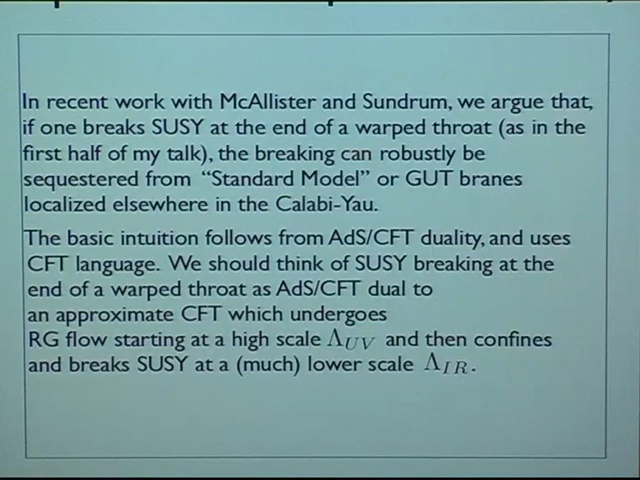 In recent work with McAllister and Sundrum, we argue that,
if one breaks SUSY at the end of a warped throat (as in the
first half of my talk), the breaking can robustly be
sequestered from “Standard Model” or GUT branes
localized elsewhere in the Calabi-Yau.
The basic intuition follows from AdS/CFT duality, and uses
CFT language. We should think of SUSY breaking at the
end of a warped throat as AdS/CFT dual to
an approximate CFT which undergoes
RG flow starting at a high scale Λ_UV and then confines
and breaks SUSY at a (much) lower scale Λ_IR.